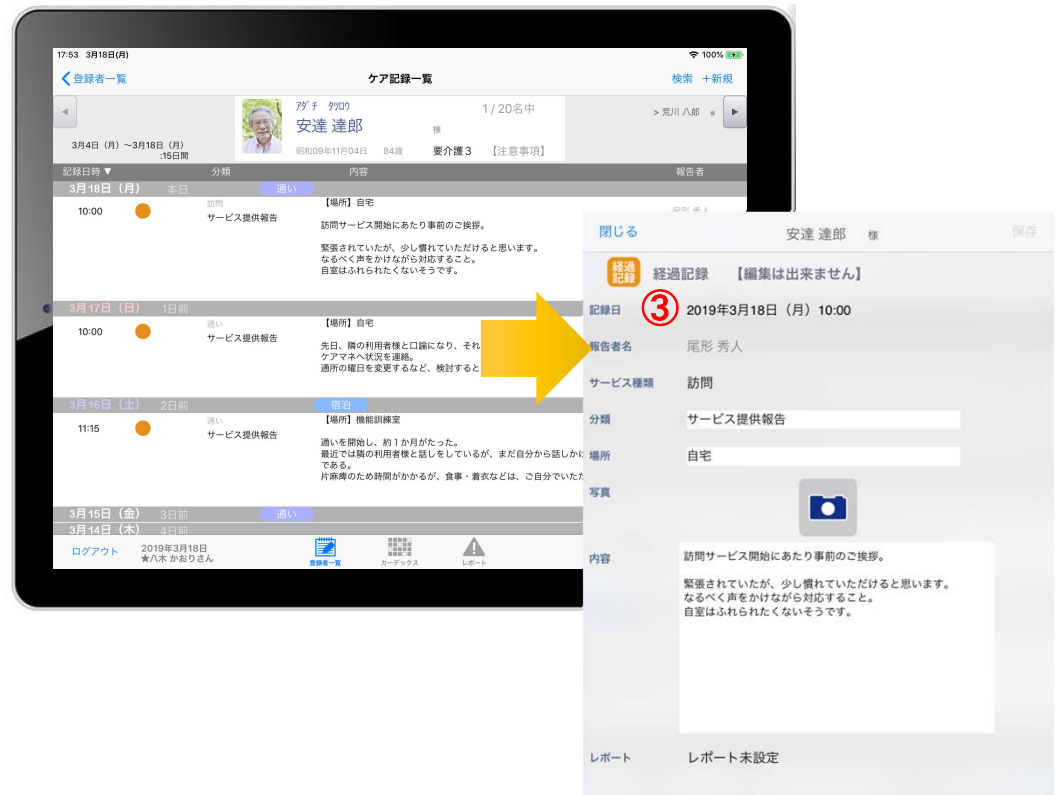 17:53 3月18日(月)
100%
登録者一覧
ケア記録一覧
検索 +新規
アダチ タツロウ
安達 達郎
様
1/20名中
> 荒川 八郎 様
3月4日（月）～3月18日（月）
:15日間
昭和09年11月04日 84歳 要介護３ 【注意事項】
記録日時▼ 分類 内容 報告者
3月18日（月） 本日 通い
10:00
訪問
サービス提供報告
【場所】自宅
訪問サービス開始にあたり事前のご挨拶。
緊張されていたが、少し慣れていただけると思います。
なるべく声をかけながら対応すること。
自室はふれられたくないそうです。
尾形 秀人
3月17日（日） 1日前
10:00
通い
サービス提供報告
【場所】自宅
先日、隣の利用者様と口論になり、それ
ケアマネへ状況を連絡。
通所の曜日を変更するなど、検討すると
3月16日（土） 2日前 宿泊
11:15
通い
サービス提供報告
【場所】機能訓練室
通いを開始し、約１か月がたった。
最近では隣の利用者様と話しをしているが、まだ自分から話しか
である。
片麻痺のため時間がかかるが、食事・着衣などは、ご自分でいた
3月15日（金） 3日前 通い
3月14日（木） 4日前
ログアウト
2019年3月18日
★八木 かおりさん
登録者一覧
カーデックス
レポート
閉じる
安達 達郎 様
保存
経過
記録
経過記録 【編集は出来ません】
記録日
③
2019年3月18日（月）10:00
報告者名
尾形 秀人
サービス種類
訪問
分類
サービス提供報告
場所
自宅
写真
内容
訪問サービス開始にあたり事前のご挨拶。
緊張されていたが、少し慣れていただけると思います。
なるべく声をかけながら対応すること。
自室はふれられたくないそうです。
レポート
レポート未設定